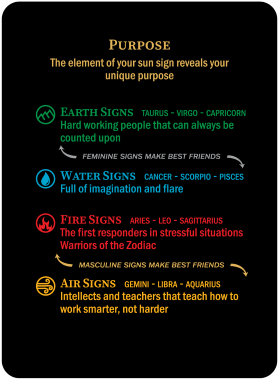 PURPOSE
The element of your sun sign reveals your
unique purpose
EARTH SIGNS TAURUS - VIRGO - CAPRICORN
Hard working people that can always be
counted upon
FEMININE SIGNS MAKE BEST FRIENDS
WATER SIGNS CANCER - SCORPIO - PISCES
Full of imagination and flare
FIRE SIGNS ARIES - LEO - SAGITTARIUS
The first responders in stressful situations
Warriors of the Zodiac
MASCULINE SIGNS MAKE BEST FRIENDS
AIR SIGNS GEMINI - LIBRA - AQUARIUS
Intellects and teachers that teach how to
work smarter, not harder